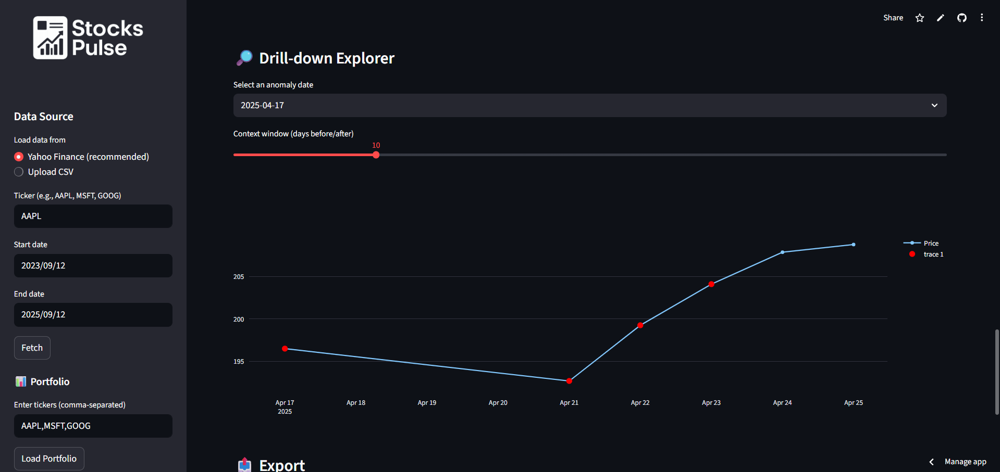 Stocks
Pulse
Data Source
Load data from
Yahoo Finance (recommended)
Upload CSV
Ticker (e.g., AAPL, MSFT, GOOG)
AAPL
Start date
2023/09/12
End date
2025/09/12
Fetch
Portfolio
Enter tickers (comma-separated)
AAPL,MSFT,GOOG
Load Portfolio
Share
Drill-down Explorer
Select an anomaly date
2025-04-17
Context window (days before/after)
10
Price
trace 1
205
200
195
Apr 17 Apr 18 Apr 19 Apr 20 Apr 21 Apr 22 Apr 23 Apr 24 Apr 25
2025
Export
Manage app